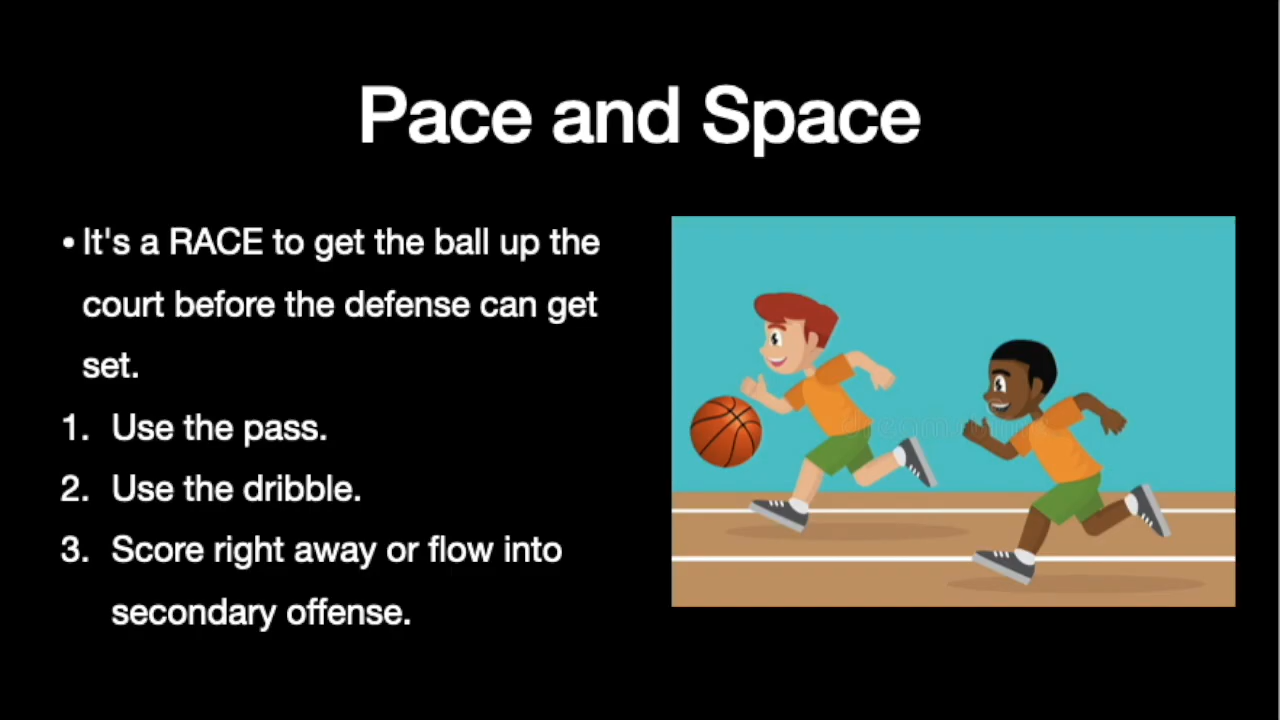 Pace and Space
• It's a RACE to get the ball up the
court before the defense can get
set.
1. Use the pass.
2. Use the dribble.
3. Score right away or flow into
secondary offense.